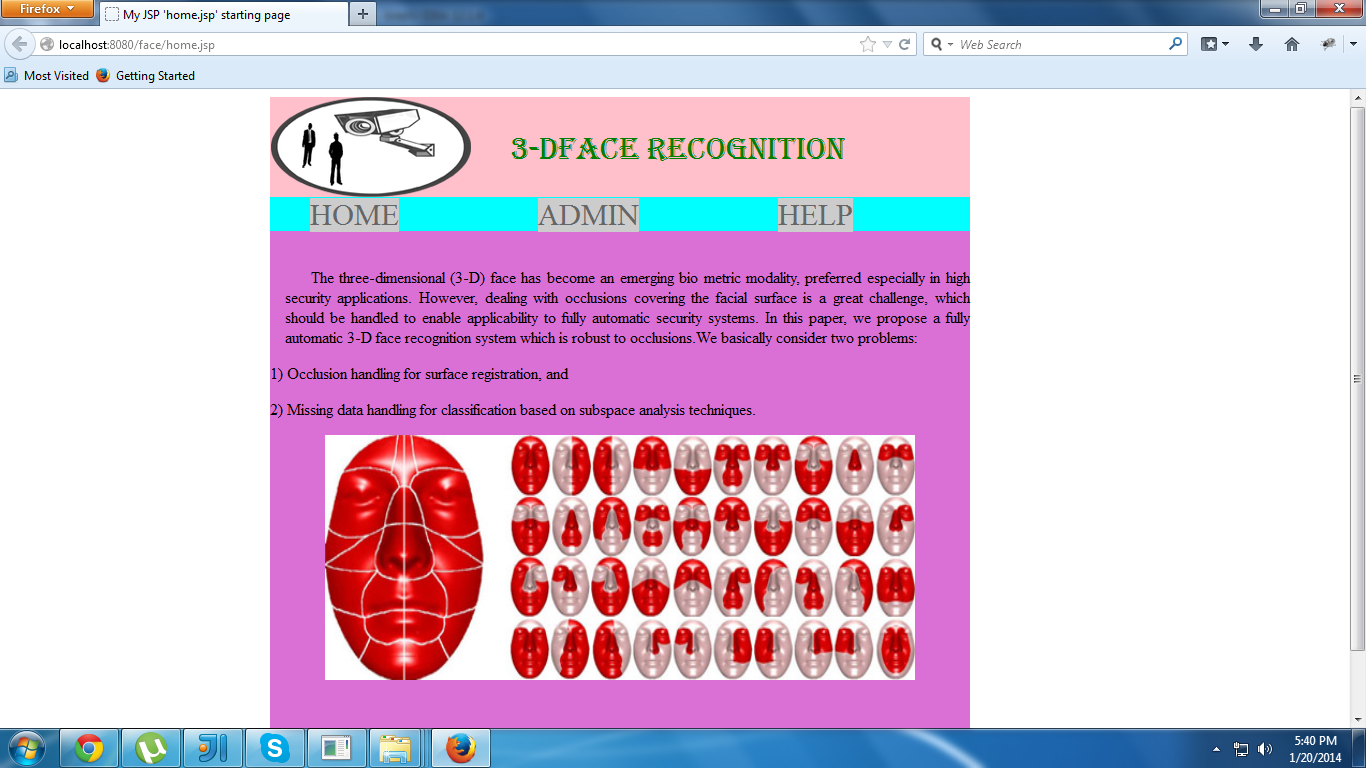 Firefox
My JSP 'home.jsp' starting page
localhost:8080/face/home.jsp
Web Search
Most Visited
Getting Started
3-DFACE RECOGNITION
HOME
ADMIN
HELP
The three-dimensional (3-D) face has become an emerging bio metric modality, preferred especially in high
security applications. However, dealing with occlusions covering the facial surface is a great challenge, which
should be handled to enable applicability to fully automatic security systems. In this paper, we propose a fully
automatic 3-D face recognition system which is robust to occlusions.We basically consider two problems:
1) Occlusion handling for surface registration, and
2) Missing data handling for classification based on subspace analysis techniques.
5:40 PM
1/20/2014